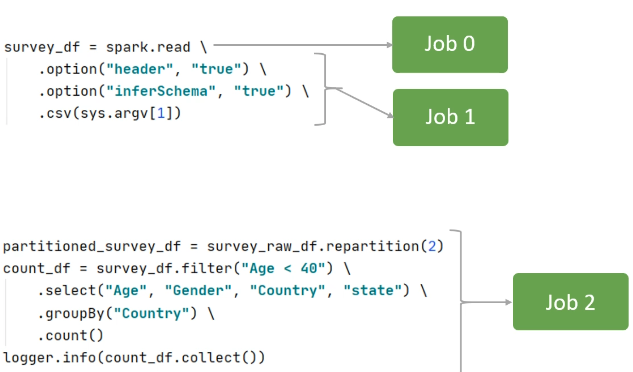 survey_df = spark.read \
Job 0
.option("header", "true") \
.option("inferSchema", "true") \
.csv(sys.argv[1])
Job 1
partitioned_survey_df = survey_raw_df.repartition(2)
count_df = survey_df.filter("Age < 40") \
.select("Age", "Gender", "Country", "state") \
.groupBy("Country") \
.count()
logger.info(count_df.collect())
Job 2